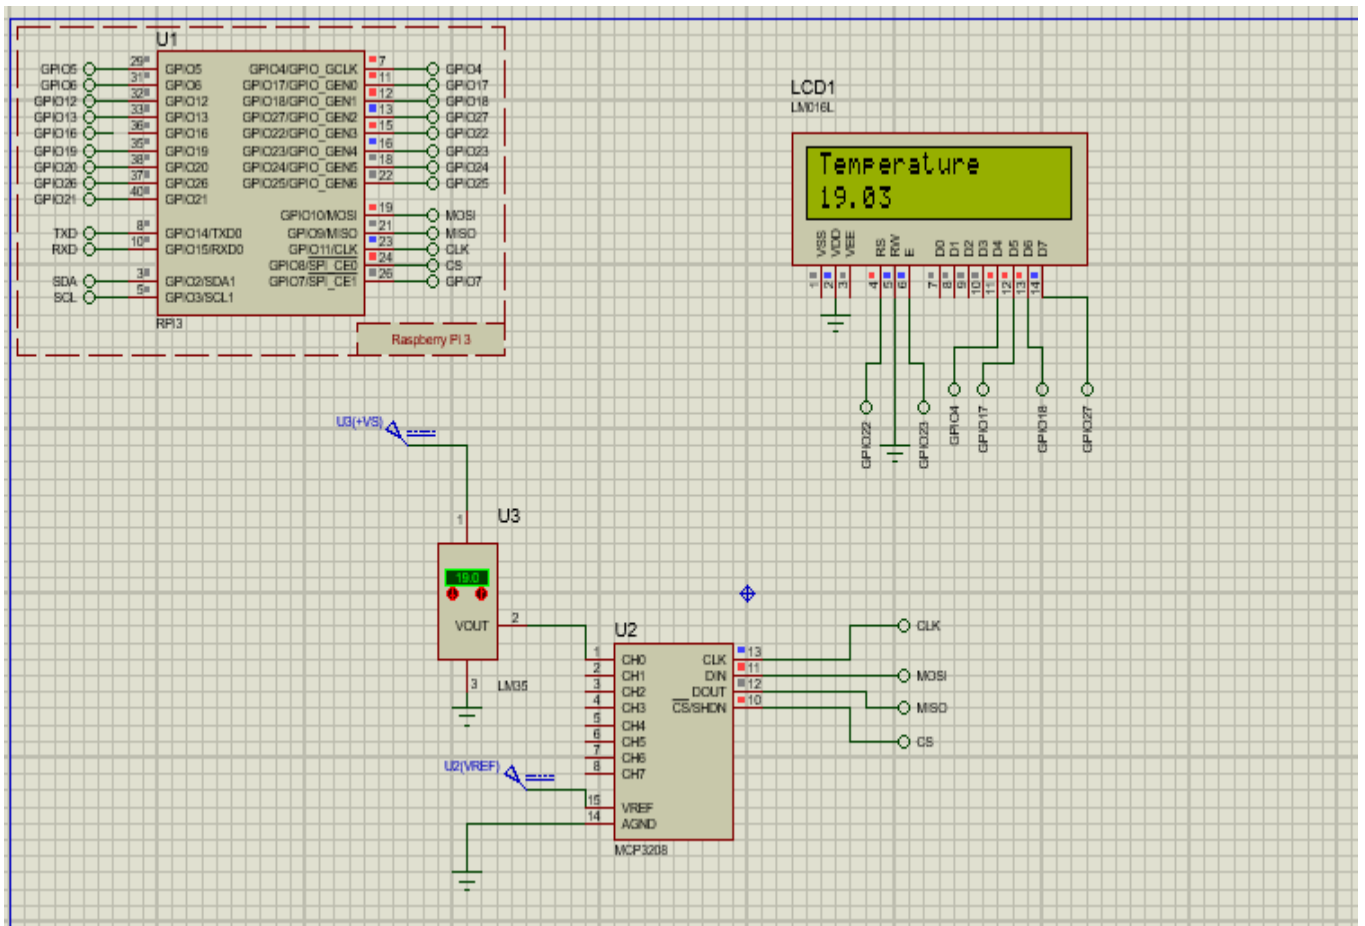 U1
GPIO5 29 GPIO5 GPIO4/GPIO_GCLK 7 GPIO4
GPIO6 31 GPIO6 GPIO17/GPIO_GEN0 11 GPIO17
GPIO12 32 GPIO12 GPIO18/GPIO_GEN1 12 GPIO18
GPIO13 33 GPIO13 GPIO27/GPIO_GEN2 13 GPIO27
GPIO16 36 GPIO16 GPIO22/GPIO_GEN3 15 GPIO22
GPIO19 35 GPIO19 GPIO23/GPIO_GEN4 16 GPIO23
GPIO20 38 GPIO20 GPIO24/GPIO_GEN5 18 GPIO24
GPIO26 37 GPIO26 GPIO25/GPIO_GEN6 22 GPIO25
GPIO21 40 GPIO21
GPIO10/MOSI 19 MOSI
TXD 8 GPIO14/TXD0 GPIO9/MISO 21 MISO
RXD 10 GPIO15/RXD0 GPIO11/CLK 23 CLK
GPIO8/SPI_CE0 24 CS
SDA 3 GPIO2/SDA1 GPIO7/SPI_CE1 26 GPIO7
SCL 5 GPIO3/SCL1
RPI3
Raspberry PI 3
LCD1
LM016L
Temperature
19.03
VSS VDD VEE RS RW E D0 D1 D2 D3 D4 D5 D6 D7
1 2 3 4 5 6 7 8 9 10 11 12 13 14
GPIO22 GPIO23 GPIO4 GPIO17 GPIO18 GPIO27
U3(+VS)
1
U3
19.0
VOUT 2
3
LM35
U2
1 CH0 CLK 13 CLK
2 CH1 DIN 11 MOSI
3 CH2 DOUT 12 MISO
4 CH3 CS/SHDN 10 CS
5 CH4
6 CH5
7 CH6
8 CH7
U2(VREF)
15 VREF
14 AGND
MCP3208